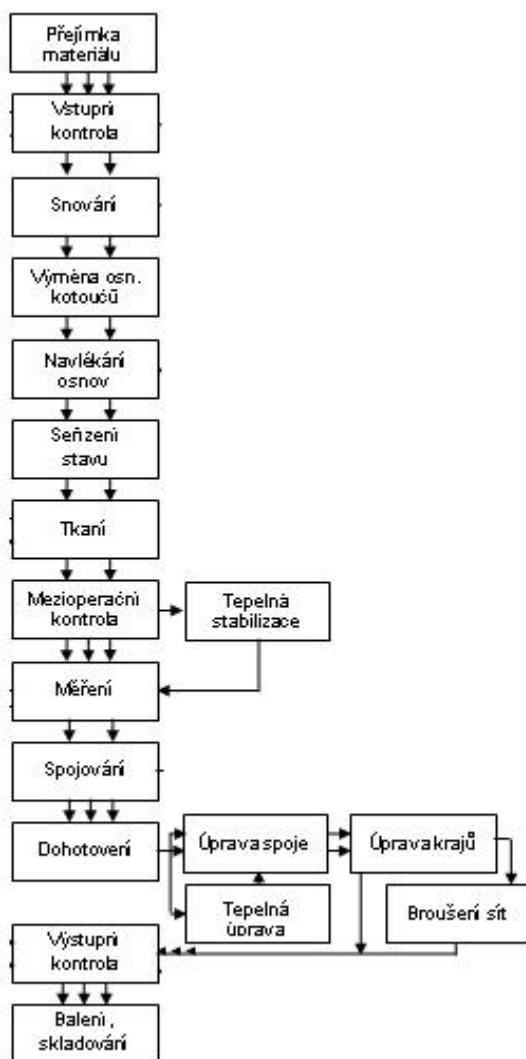 Přejímka
materiálu
Vstupní
kontrola
Snování
Výměna osn.
kotoučů
Navlékání
osnov
Seřízení
stavu
Tkaní
Mezioperační
kontrola
Tepelná
stabilizace
Měření
Spojování
Dohotovení
Úprava spoje
Úprava krajů
Tepelná
úprava
Broušení sít
Výstupní
kontrola
Balení,
skladování